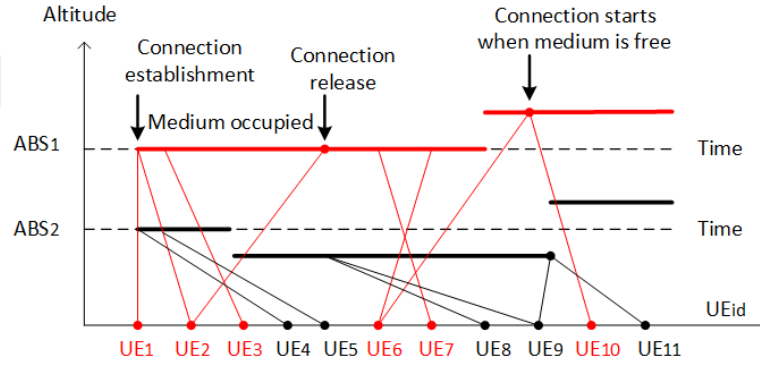 Altitude
Connection
establishment
Connection
release
Connection starts
when medium is free
Medium occupied
ABS1
Time
ABS2
Time
UEid
UE1 UE2 UE3 UE4 UE5 UE6 UE7 UE8 UE9 UE10 UE11